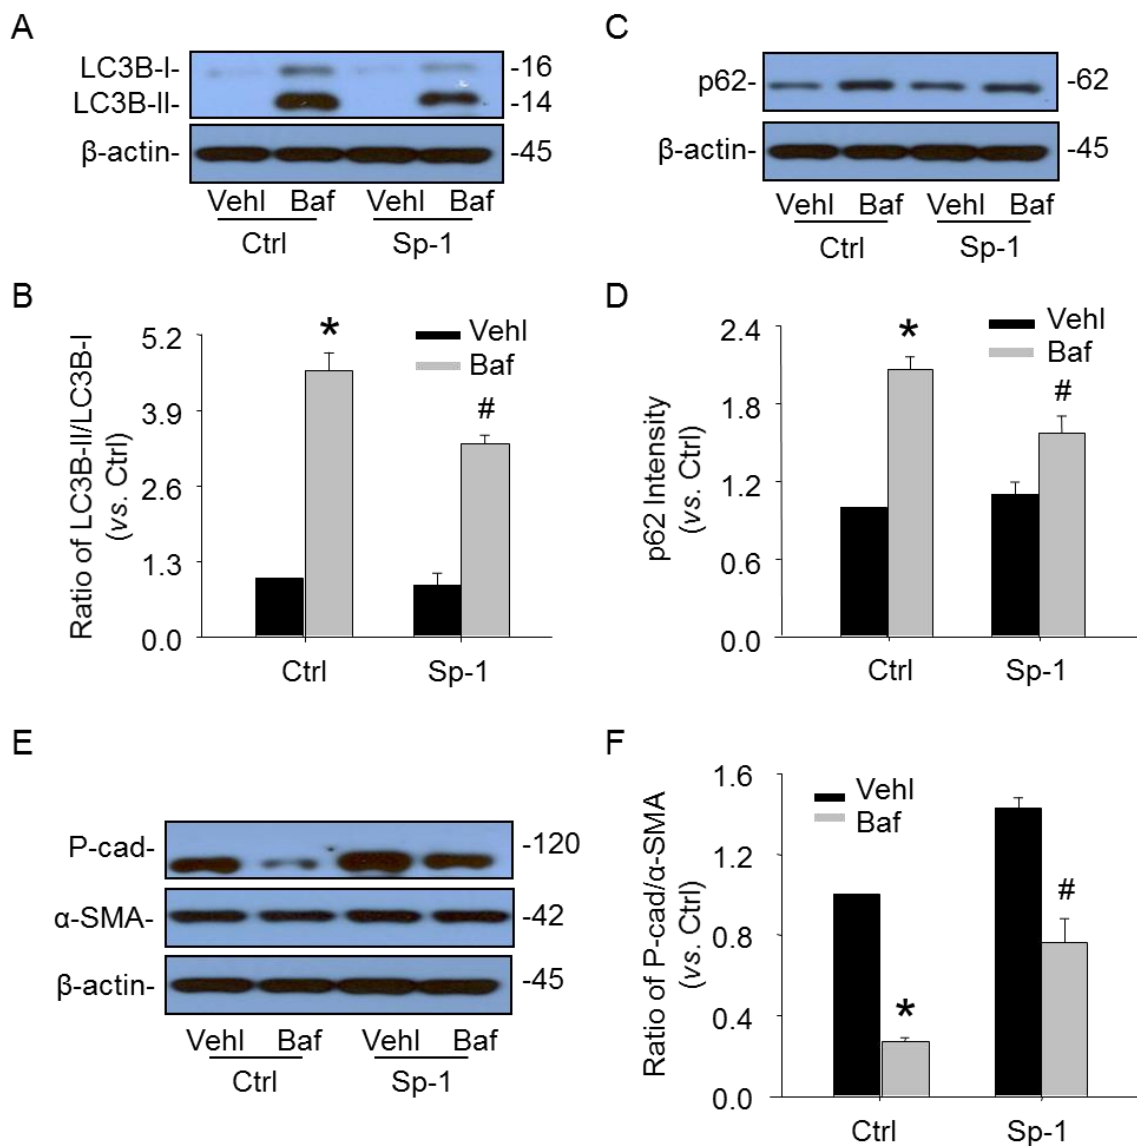 A
LC3B-I- -16
LC3B-II- -14
β-actin- -45
Vehl Baf Vehl Baf
Ctrl Sp-1
C
p62- -62
β-actin- -45
Vehl Baf Vehl Baf
Ctrl Sp-1
B
Ratio of LC3B-II/LC3B-I
(vs. Ctrl)
5.2
3.9
2.6
1.3
0.0
*
#
Vehl
Baf
Ctrl Sp-1
D
p62 Intensity
(vs. Ctrl)
2.4
1.8
1.2
0.6
0.0
*
#
Vehl
Baf
Ctrl Sp-1
E
P-cad- -120
α-SMA- -42
β-actin- -45
Vehl Baf Vehl Baf
Ctrl Sp-1
F
Ratio of P-cad/α-SMA
(vs. Ctrl)
1.6
1.2
0.8
0.4
0.0
Vehl
Baf
*
#
Ctrl Sp-1